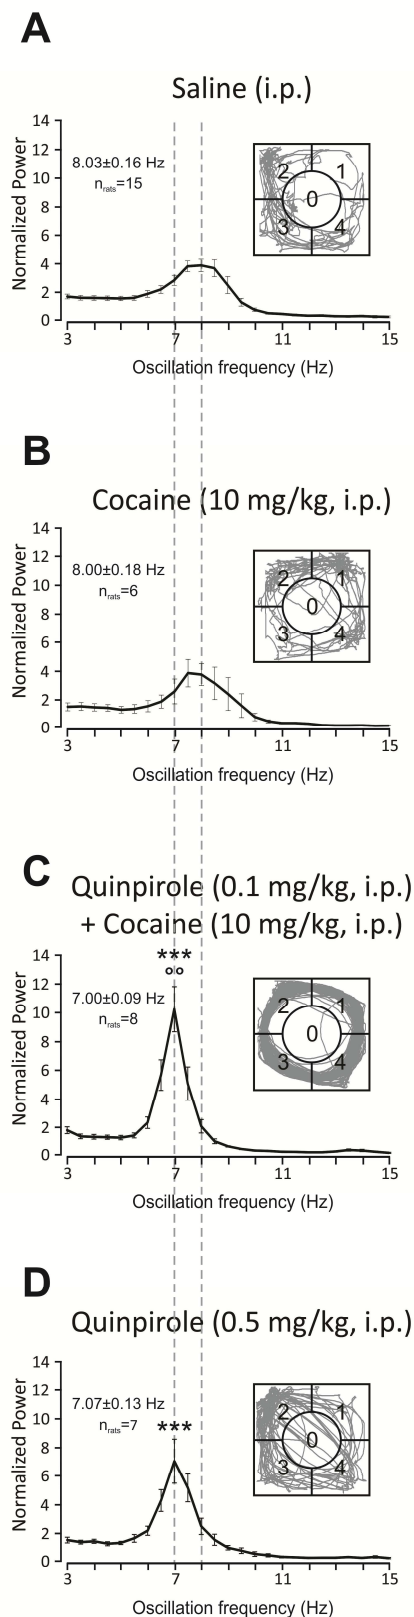 A
Saline (i.p.)
14
12
10
8
6
4
2
0
Normalized Power
8.03±0.16 Hz
nrats=15
2 1
0
3 4
3 7 11 15
Oscillation frequency (Hz)
B
Cocaine (10 mg/kg, i.p.)
14
12
10
8
6
4
2
0
Normalized Power
8.00±0.18 Hz
nrats=6
2 1
0
3 4
3 7 11 15
Oscillation frequency (Hz)
C
Quinpirole (0.1 mg/kg, i.p.)
+ Cocaine (10 mg/kg, i.p.)
14
12
10
8
6
4
2
0
Normalized Power
***
oo
7.00±0.09 Hz
nrats=8
2 1
0
3 4
3 7 11 15
Oscillation frequency (Hz)
D
Quinpirole (0.5 mg/kg, i.p.)
14
12
10
8
6
4
2
0
Normalized Power
7.07±0.13 Hz
nrats=7
***
2 1
0
3 4
3 7 11 15
Oscillation frequency (Hz)